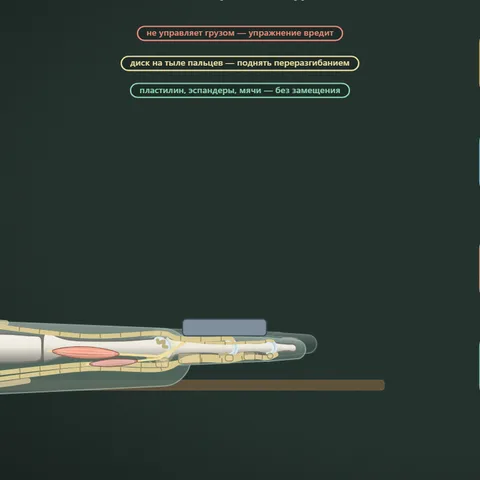 не управляет грузом — упражнение вредит
диск на тыле пальцев — поднять переразгибанием
пластилин, эспандеры, мячи — без замещения